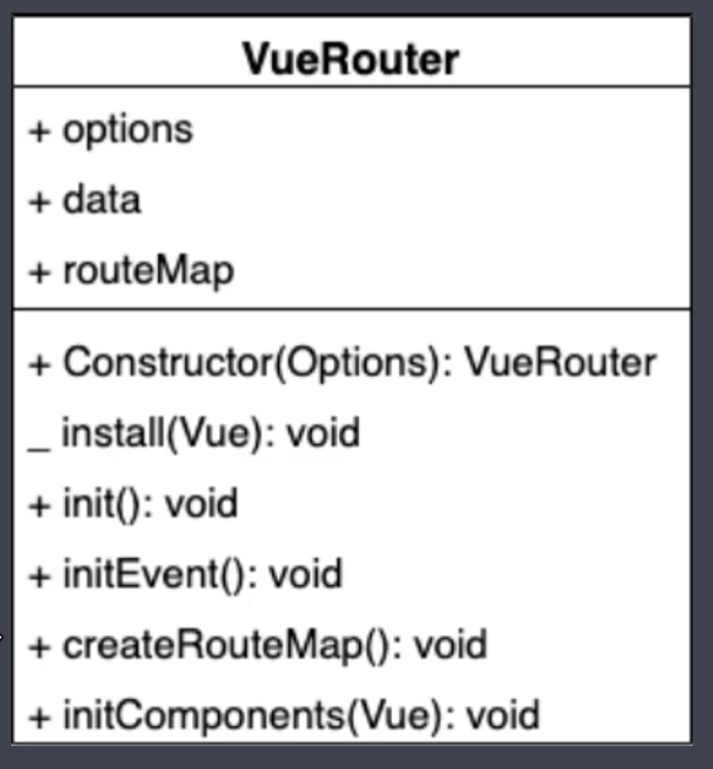 VueRouter
+ options
+ data
+ routeMap
+ Constructor(Options): VueRouter
_ install(Vue): void
+ init(): void
+ initEvent(): void
+ createRouteMap(): void
+ initComponents(Vue): void